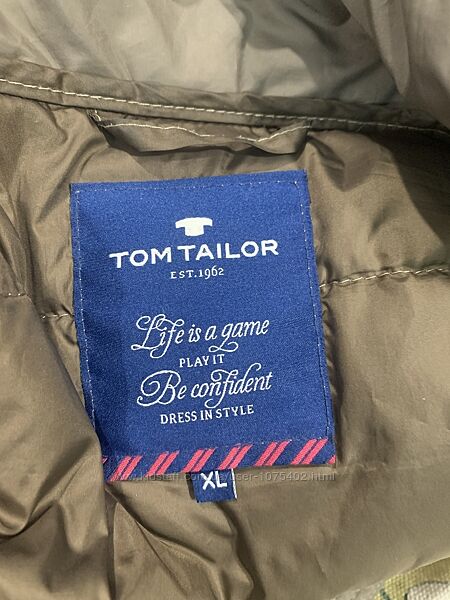 TOM TAILOR
EST. 1962
Life is a game
PLAY IT
Be confident
DRESS IN STYLE
XL